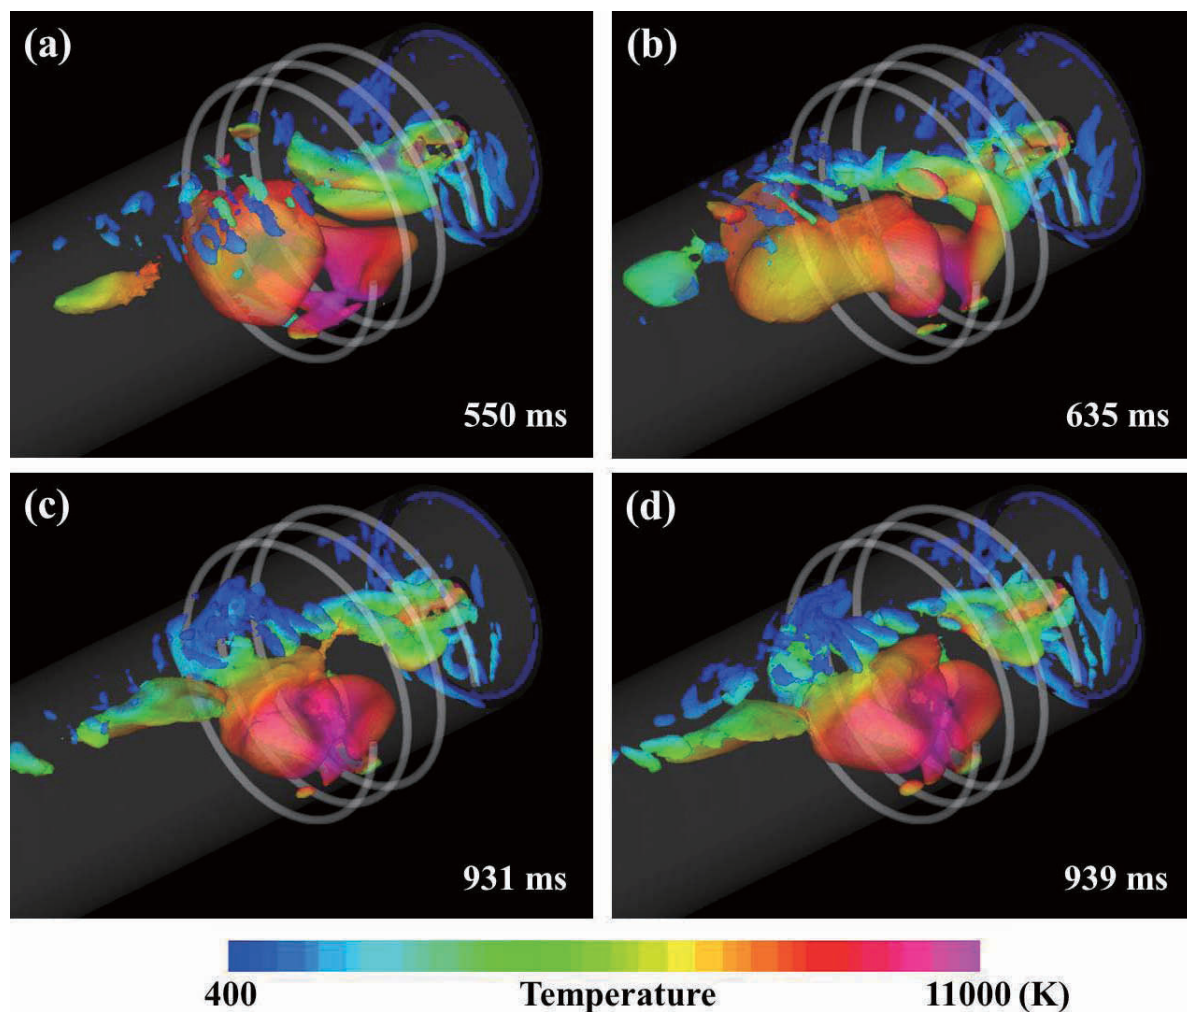 (a)
(b)
550 ms
635 ms
(c)
(d)
931 ms
939 ms
400 Temperature 11000 (K)